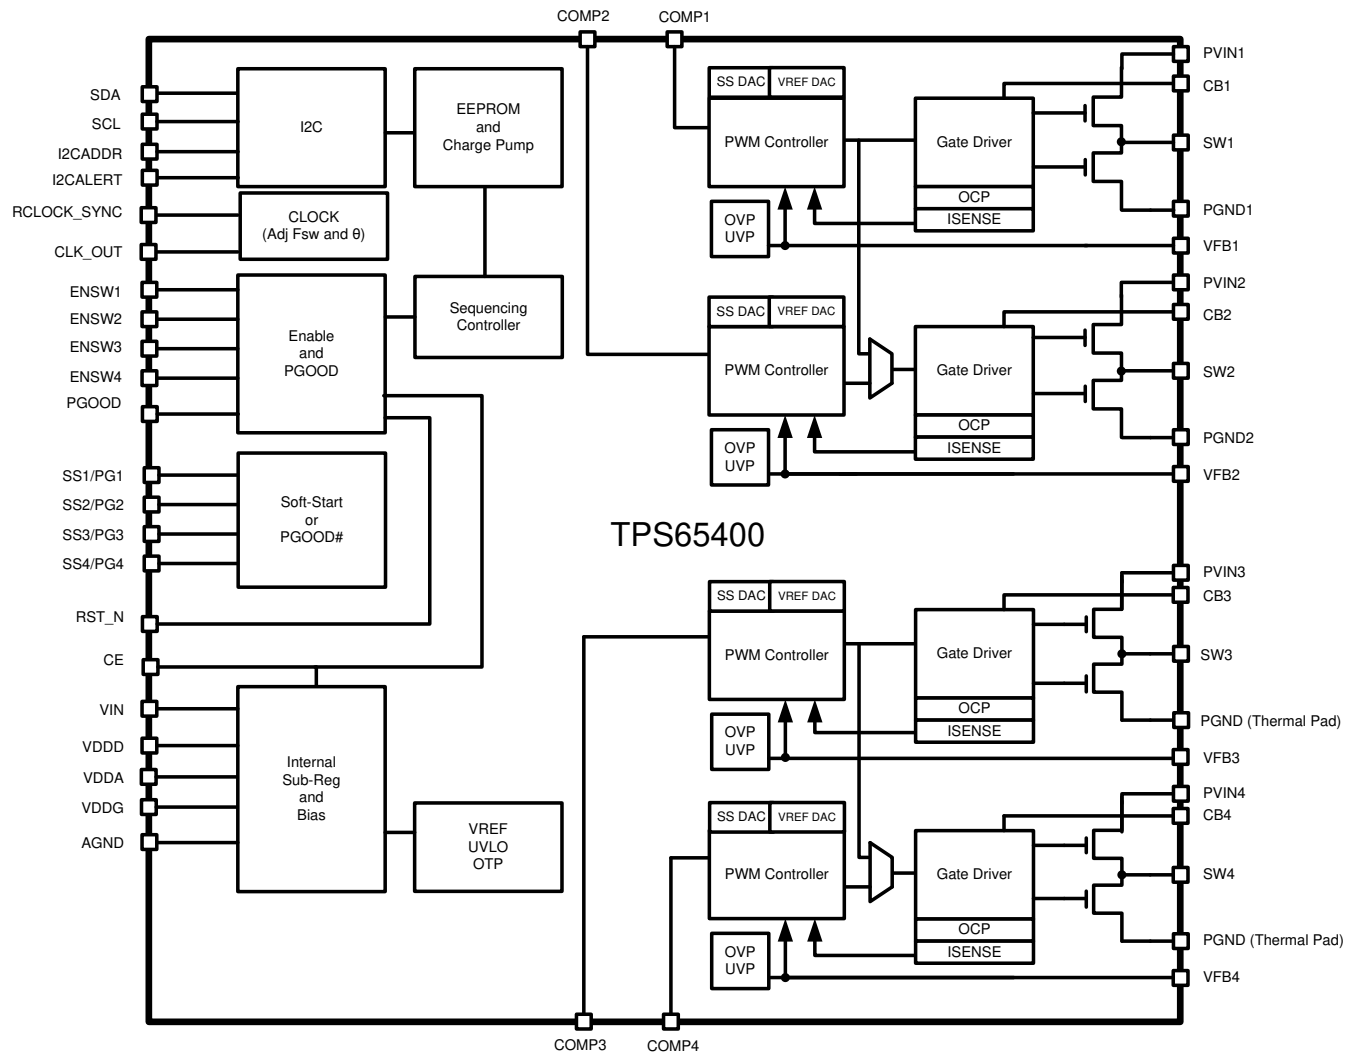 COMP2
COMP1
SDA
SCL
I2CADDR
I2CALERT
RCLOCK_SYNC
CLK_OUT
ENSW1
ENSW2
ENSW3
ENSW4
PGOOD
SS1/PG1
SS2/PG2
SS3/PG3
SS4/PG4
RST_N
CE
VIN
VDDD
VDDA
VDDG
AGND
I2C
EEPROM
and
Charge Pump
CLOCK
(Adj Fsw and θ)
Enable
and
PGOOD
Sequencing
Controller
Soft-Start
or
PGOOD#
Internal
Sub-Reg
and
Bias
VREF
UVLO
OTP
TPS65400
SS DAC
VREF DAC
PWM Controller
OVP
UVP
Gate Driver
OCP
ISENSE
PVIN1
CB1
SW1
PGND1
VFB1
SS DAC
VREF DAC
PWM Controller
OVP
UVP
Gate Driver
OCP
ISENSE
PVIN2
CB2
SW2
PGND2
VFB2
SS DAC
VREF DAC
PWM Controller
OVP
UVP
Gate Driver
OCP
ISENSE
PVIN3
CB3
SW3
PGND (Thermal Pad)
VFB3
SS DAC
VREF DAC
PWM Controller
OVP
UVP
Gate Driver
OCP
ISENSE
PVIN4
CB4
SW4
PGND (Thermal Pad)
VFB4
COMP3
COMP4